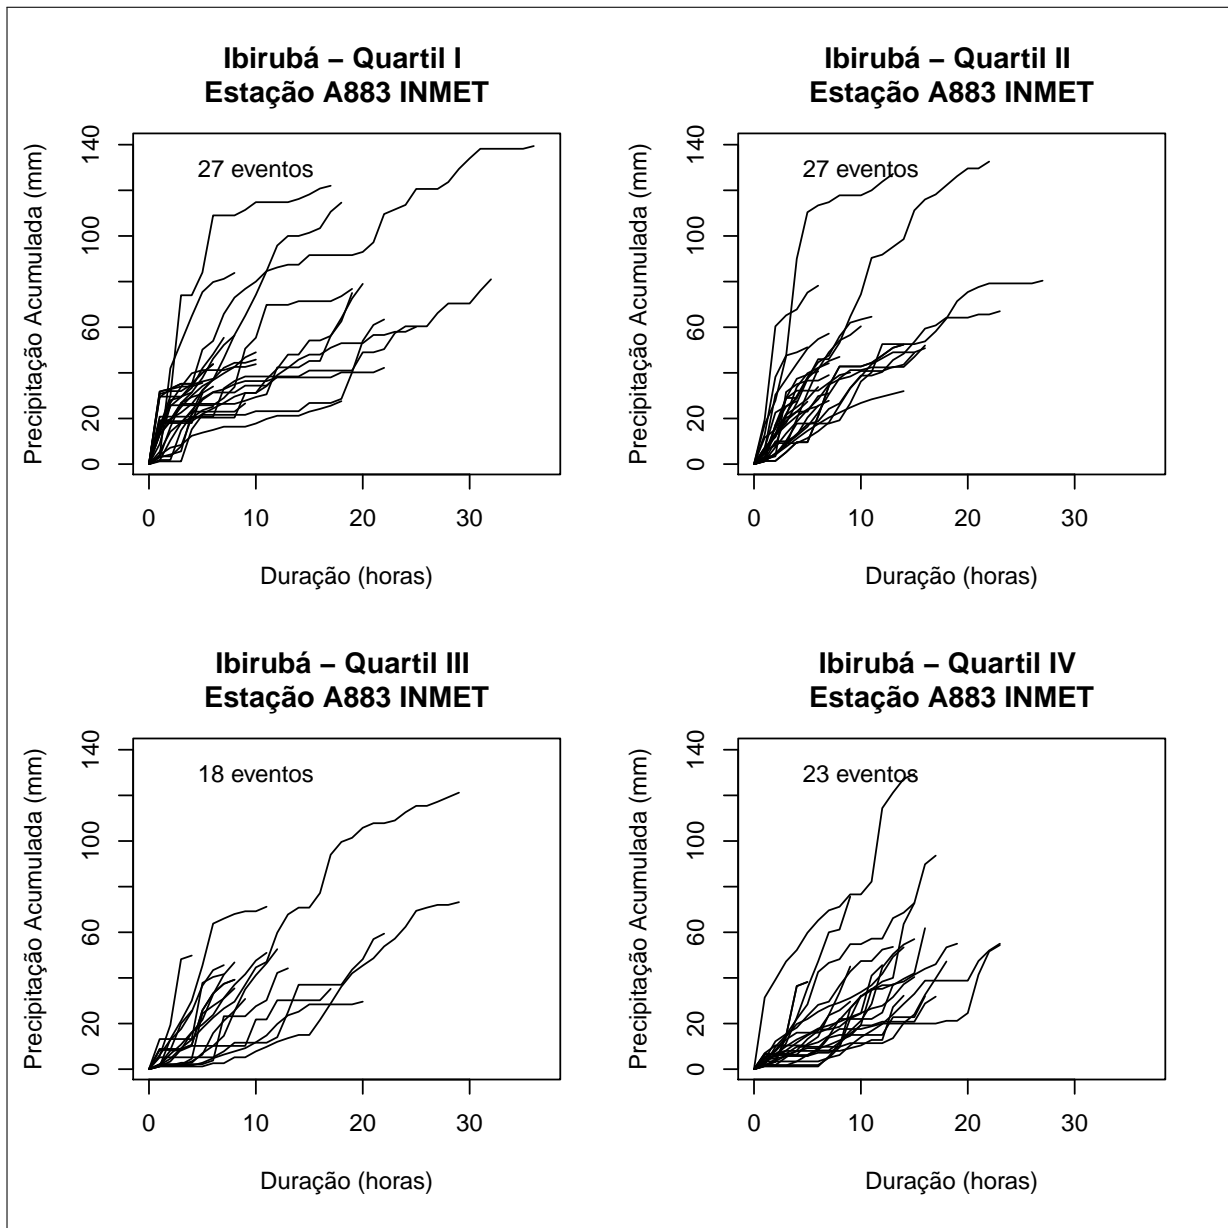 Ibirubá – Quartil I
Estação A883 INMET
27 eventos
Precipitação Acumulada (mm)
0 20 60 100 140
0 10 20 30
Duração (horas)
Ibirubá – Quartil II
Estação A883 INMET
27 eventos
Precipitação Acumulada (mm)
0 20 60 100 140
0 10 20 30
Duração (horas)
Ibirubá – Quartil III
Estação A883 INMET
18 eventos
Precipitação Acumulada (mm)
0 20 60 100 140
0 10 20 30
Duração (horas)
Ibirubá – Quartil IV
Estação A883 INMET
23 eventos
Precipitação Acumulada (mm)
0 20 60 100 140
0 10 20 30
Duração (horas)